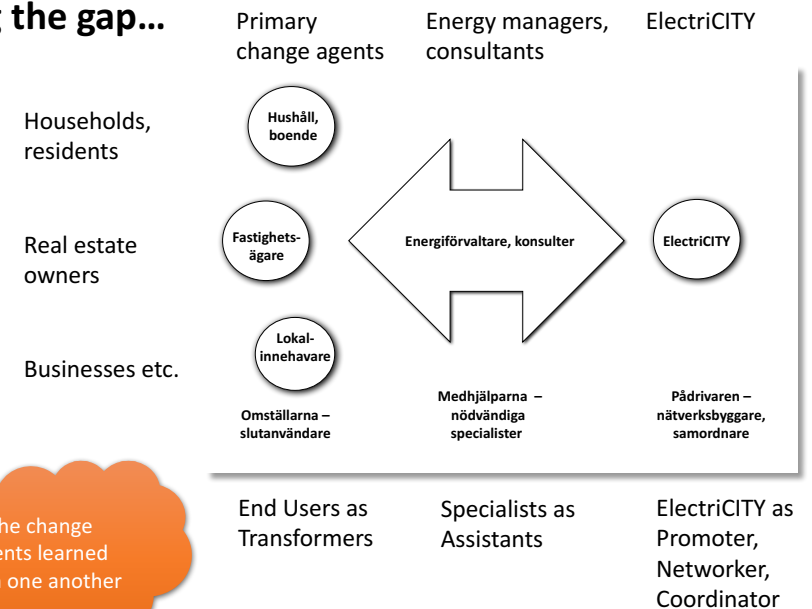 the gap…
Primary
change agents
Energy managers,
consultants
ElectriCITY
Households,
residents
Hushåll,
boende
Real estate
owners
Fastighets-
ägare
Energiförvaltare, konsulter
ElectriCITY
Businesses etc.
Lokal-
innehavare
Omställarna –
slutanvändare
Medhjälparna –
nödvändiga
specialister
Pådrivaren –
nätverksbyggare,
samordnare
End Users as
Transformers
Specialists as
Assistants
ElectriCITY as
Promoter,
Networker,
Coordinator
change
learned
one another